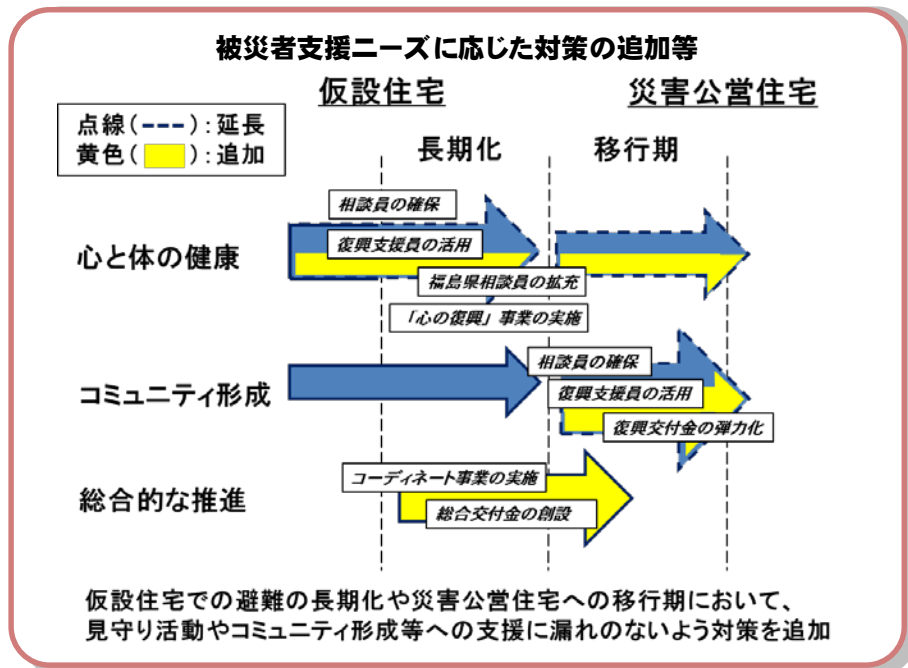 被災者支援ニーズに応じた対策の追加等
仮設住宅
災害公営住宅
点線(---):延長
黄色( ):追加
長期化
移行期
心と体の健康
相談員の確保
復興支援員の活用
福島県相談員の拡充
「心の復興」事業の実施
コミュニティ形成
相談員の確保
復興支援員の活用
復興交付金の弾力化
総合的な推進
コーディネート事業の実施
総合交付金の創設
仮設住宅での避難の長期化や災害公営住宅への移行期において、
見守り活動やコミュニティ形成等への支援に漏れのないよう対策を追加